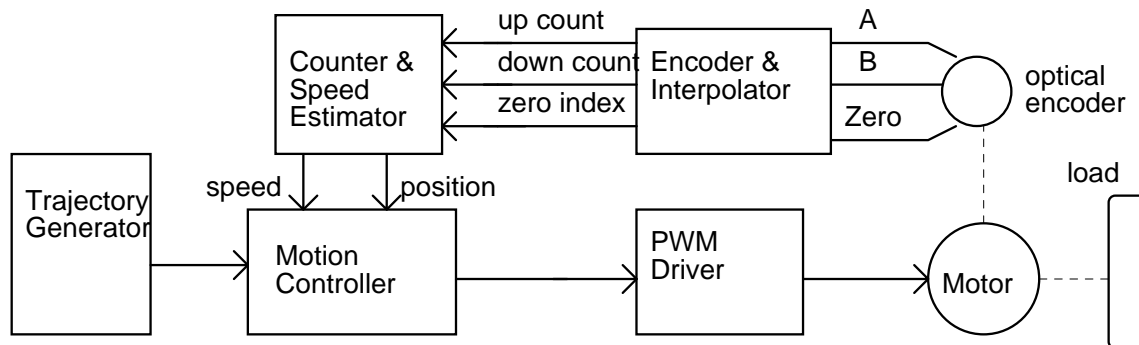 up count
A
Counter &
Speed
Estimator
down count
Encoder &
Interpolator
B
optical
encoder
zero index
Zero
Trajectory
Generator
speed
position
load
Motion
Controller
PWM
Driver
Motor